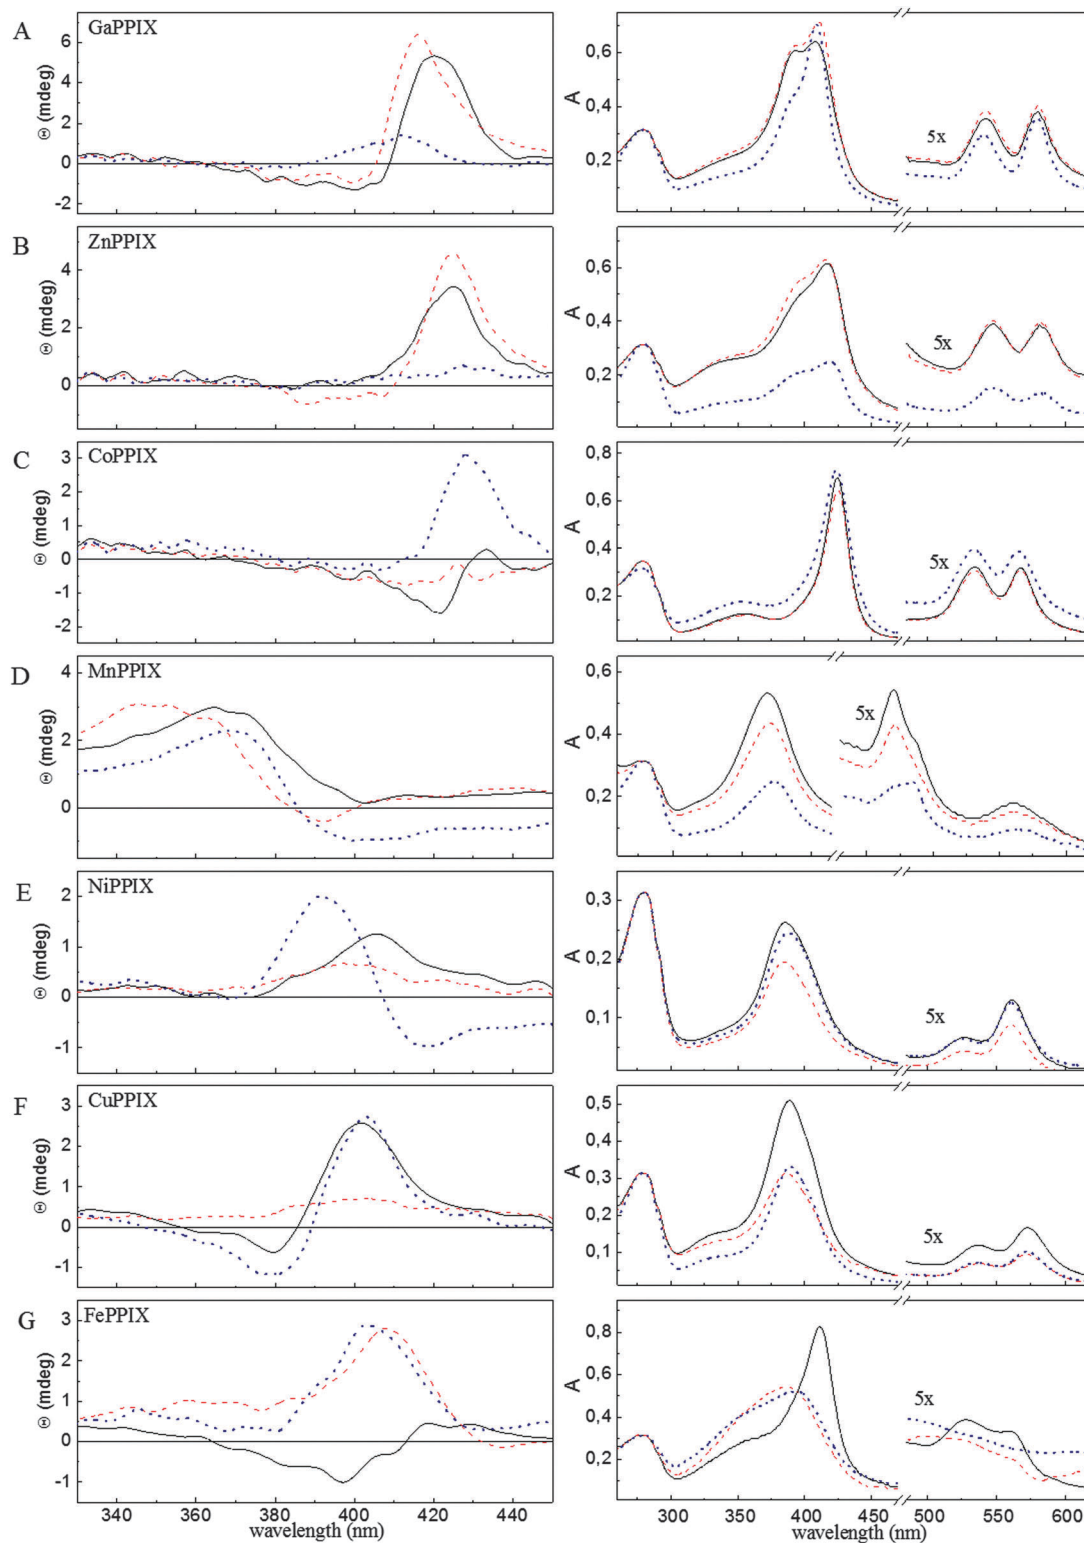 A
GaPPIX
Θ (mdeg)
6
4
2
0
-2
A
0,6
0,4
0,2
5x
B
ZnPPIX
Θ (mdeg)
4
2
0
A
0,6
0,4
0,2
5x
C
CoPPIX
Θ (mdeg)
3
2
1
0
-1
-2
A
0,8
0,6
0,4
0,2
5x
D
MnPPIX
Θ (mdeg)
4
2
0
A
0,6
0,4
0,2
5x
E
NiPPIX
Θ (mdeg)
2
1
0
-1
A
0,3
0,2
0,1
5x
F
CuPPIX
Θ (mdeg)
3
2
1
0
-1
A
0,5
0,4
0,3
0,2
0,1
5x
G
FePPIX
Θ (mdeg)
3
2
1
0
-1
A
0,8
0,6
0,4
0,2
5x
340 360 380 400 420 440
wavelength (nm)
300 350 400 450 500 550 600
wavelength (nm)